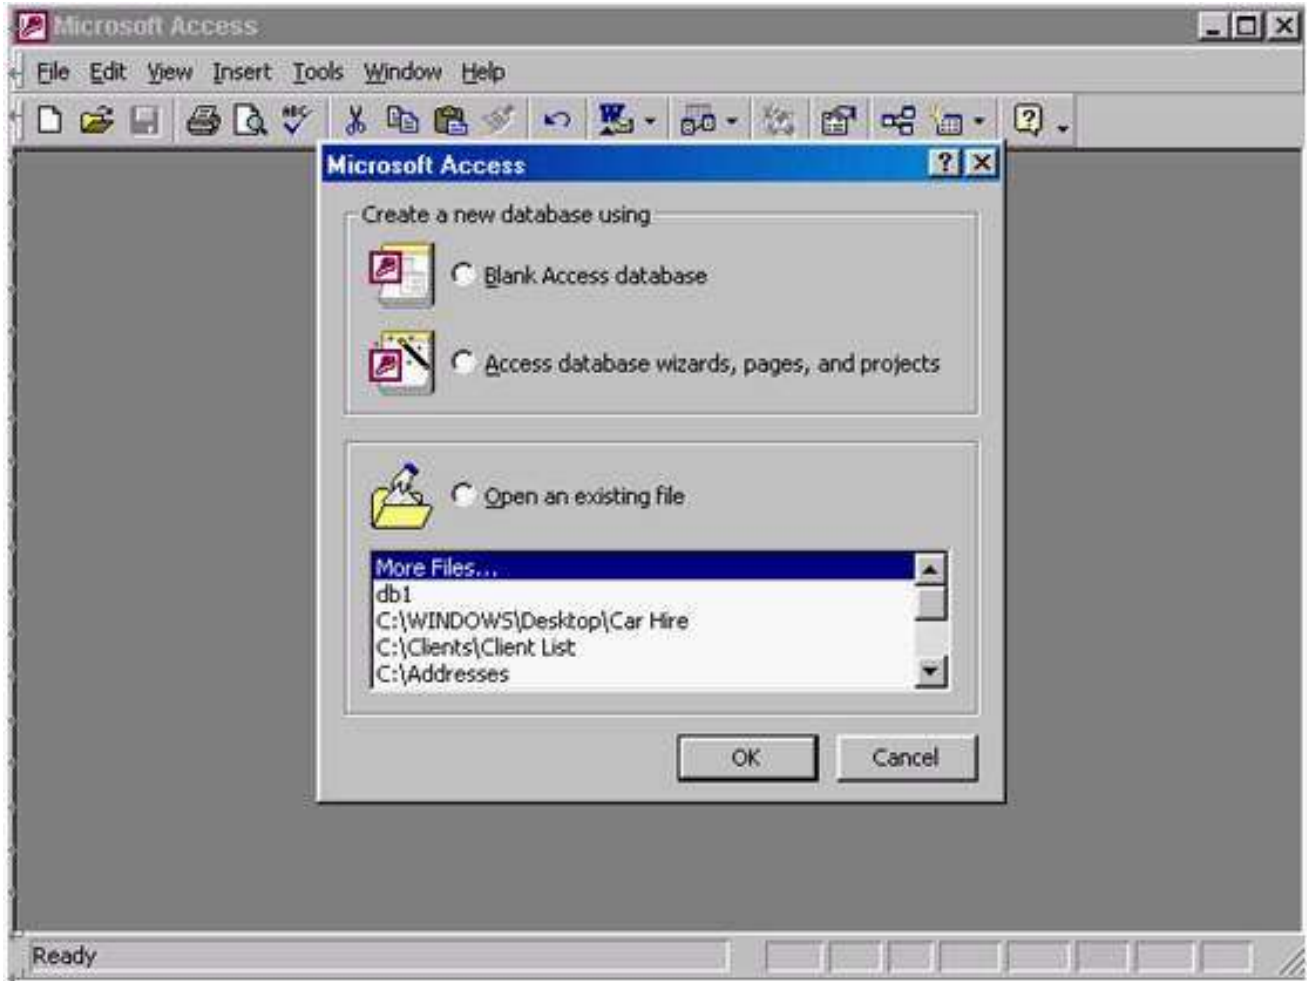 Microsoft Access
File Edit View Insert Tools Window Help
ABC
W
Microsoft Access
Create a new database using
Blank Access database
Access database wizards, pages, and projects
Open an existing file
More Files...
db1
C:\WINDOWS\Desktop\Car Hire
C:\Clients\Client List
C:\Addresses
OK Cancel
Ready